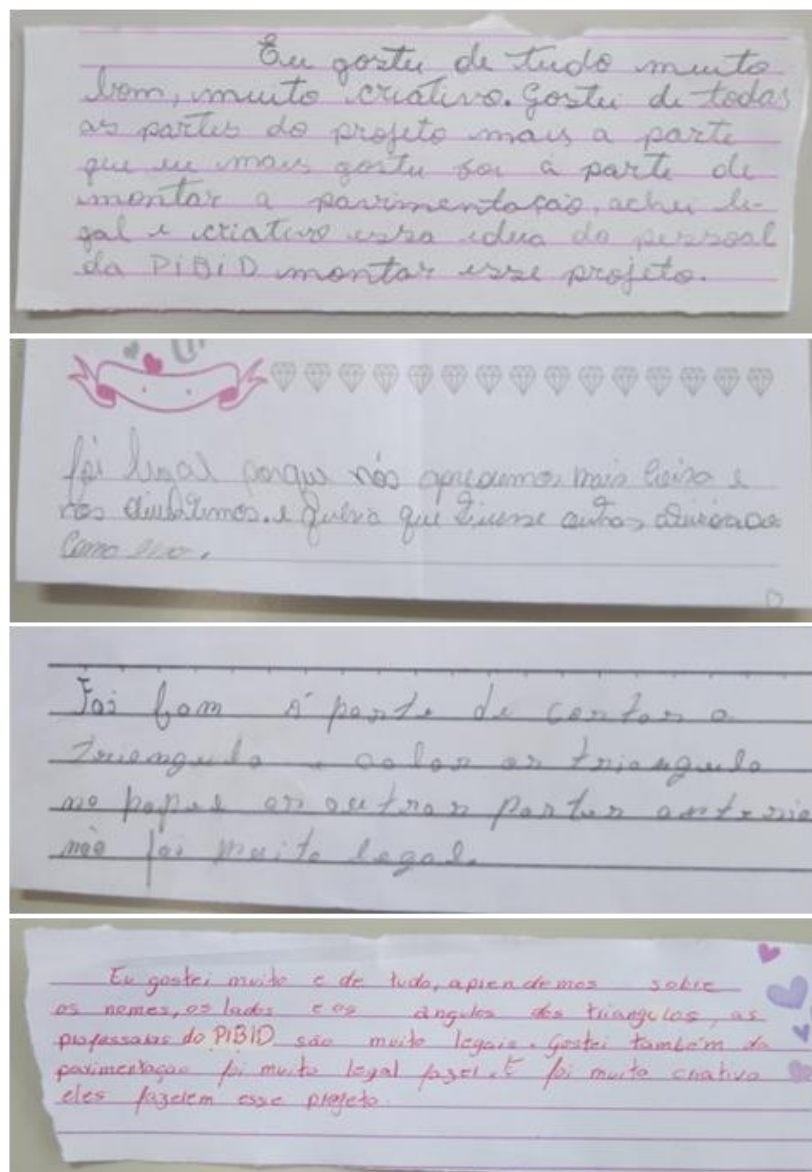 Eu gostu de tudo muito
bom, muito criativo. Gostei de todas
as partes do projeto mais a parte
que eu mais gostu foi a parte de
montar a pavimentação, achei le-
gal e criativo essa ideia do pessoal
da PiBiD montar esse projeto.
foi legal porque nós apredemos mais coisa e
nos divertimos. e queria que tivesse outras
como essa.
Foi bom a parte de contar o
triangulo e colar os triangulo
no papel as outras partes
não foi muito legal.
Eu gostei muito e de tudo, aprendemos sobre
os nomes, os lados e os ângulos dos triangulos, as
professoras do PIBID são muito legais. Gostei também da
pavimentação foi muito legal fazer. E foi muito criativo
eles fazerem esse projeto.